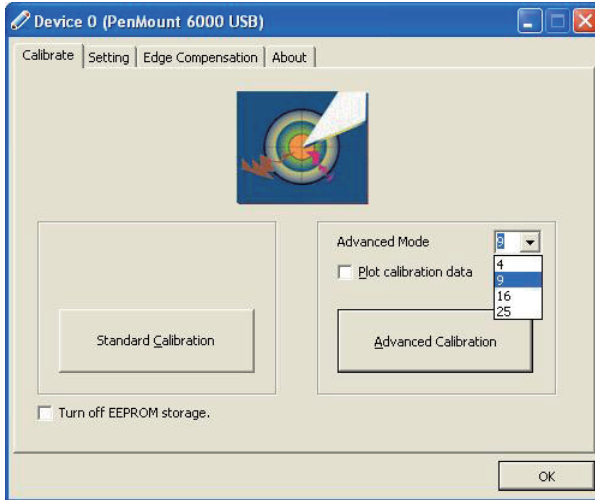 Device 0 (PenMount 6000 USB)
Calibrate Setting Edge Compensation About
Advanced Mode 9
Plot calibration data
4
9
16
25
Standard Calibration
Advanced Calibration
Turn off EEPROM storage.
OK